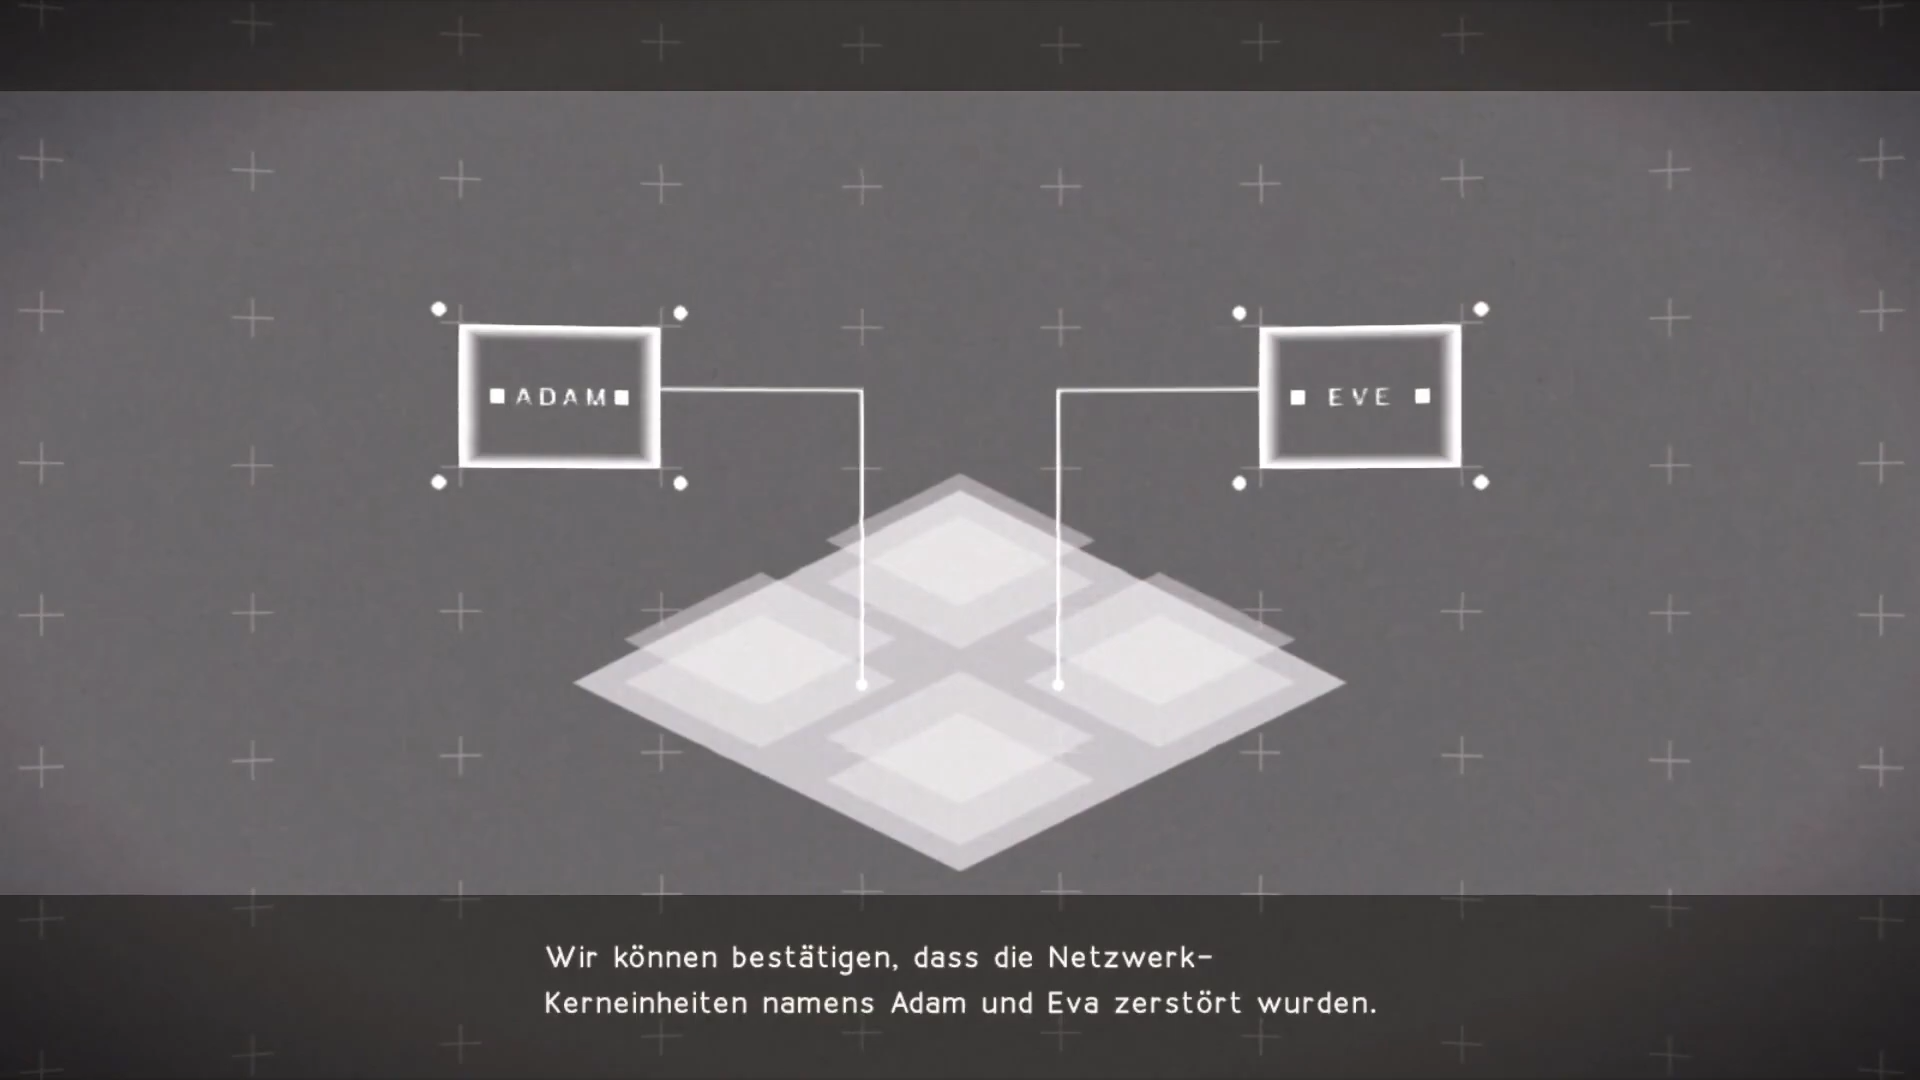 ADAM
EVE
Wir können bestätigen, dass die Netzwerk-
Kerneinheiten namens Adam und Eva zerstört wurden.